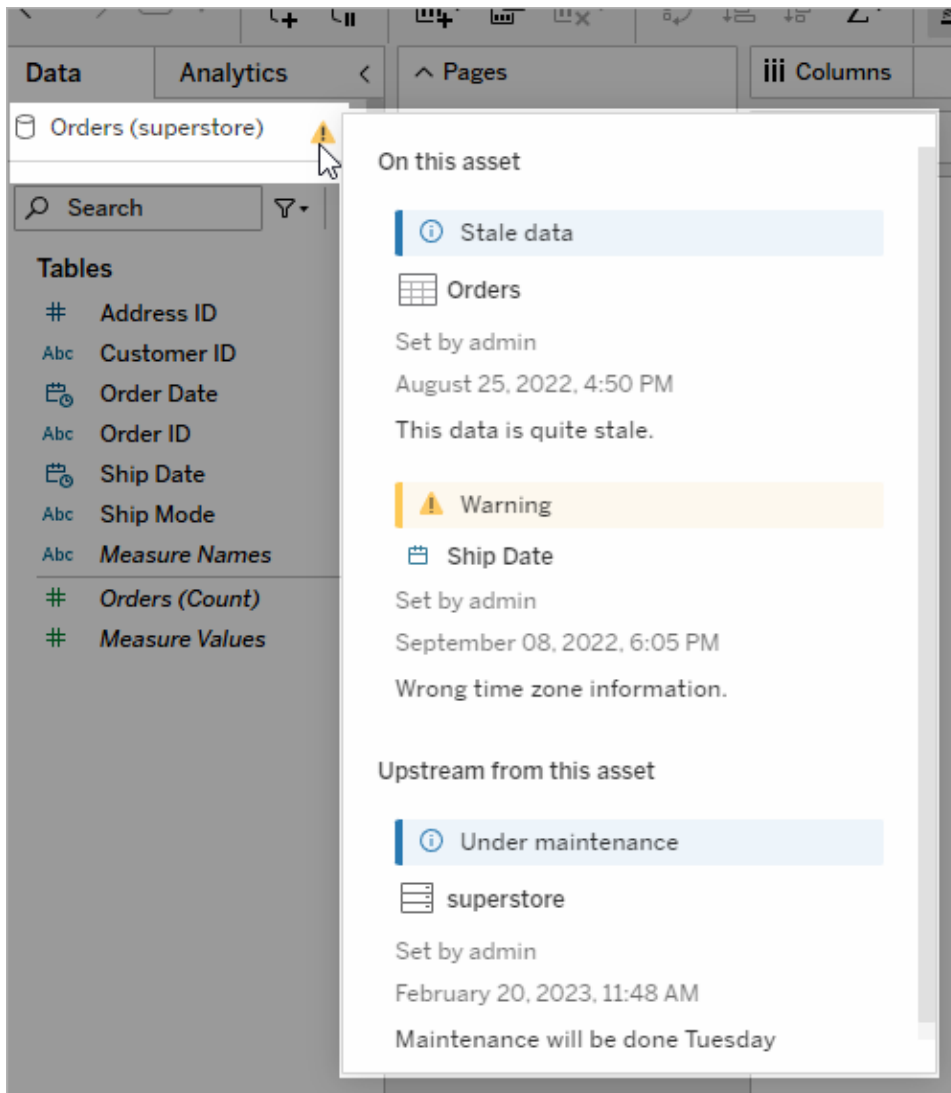 Data
Analytics
Pages
Columns
Orders (superstore)
Search
Tables
Address ID
Abc Customer ID
Order Date
Abc Order ID
Ship Date
Abc Ship Mode
Abc Measure Names
Orders (Count)
Measure Values
On this asset
Stale data
Orders
Set by admin
August 25, 2022, 4:50 PM
This data is quite stale.
Warning
Ship Date
Set by admin
September 08, 2022, 6:05 PM
Wrong time zone information.
Upstream from this asset
Under maintenance
superstore
Set by admin
February 20, 2023, 11:48 AM
Maintenance will be done Tuesday